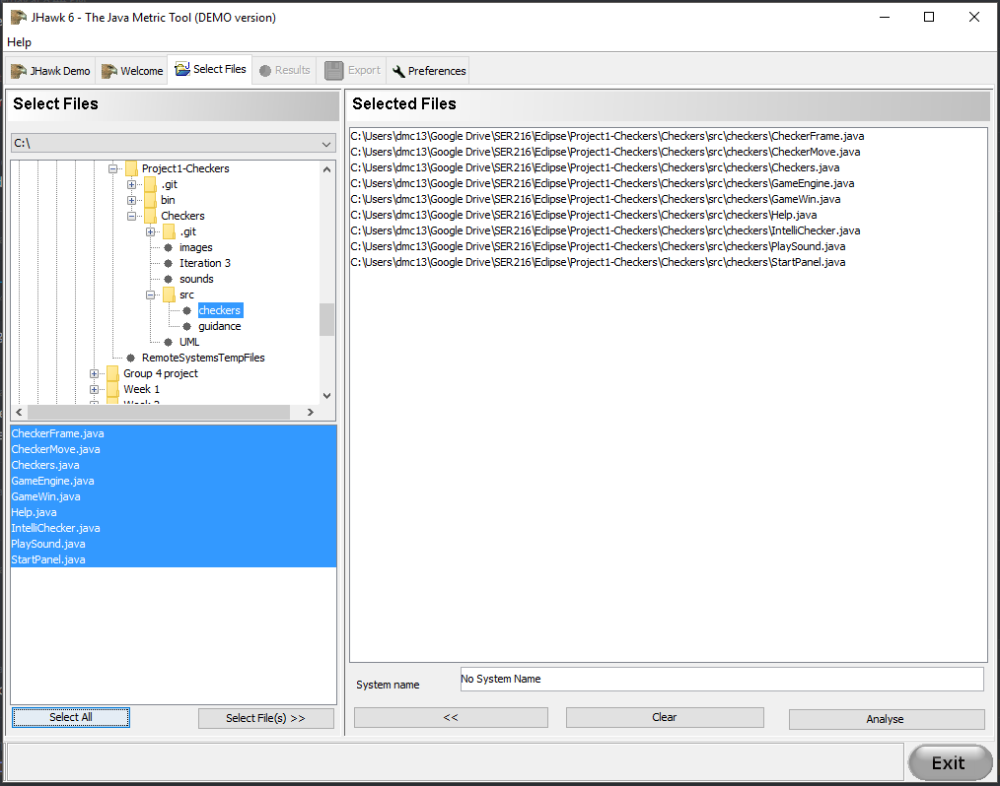 JHawk 6 - The Java Metric Tool (DEMO version)
Help
JHawk Demo
Welcome
Select Files
Results
Export
Preferences
Select Files
C:\
Project1-Checkers
.git
bin
Checkers
.git
images
Iteration 3
sounds
src
checkers
guidance
UML
RemoteSystemsTempFiles
Group 4 project
Week 1
CheckerFrame.java
CheckerMove.java
Checkers.java
GameEngine.java
GameWin.java
Help.java
IntelliChecker.java
PlaySound.java
StartPanel.java
Select All
Select File(s) >>
Selected Files
C:\Users\dmc13\Google Drive\SER216\Eclipse\Project1-Checkers\Checkers\src\checkers\CheckerFrame.java
C:\Users\dmc13\Google Drive\SER216\Eclipse\Project1-Checkers\Checkers\src\checkers\CheckerMove.java
C:\Users\dmc13\Google Drive\SER216\Eclipse\Project1-Checkers\Checkers\src\checkers\Checkers.java
C:\Users\dmc13\Google Drive\SER216\Eclipse\Project1-Checkers\Checkers\src\checkers\GameEngine.java
C:\Users\dmc13\Google Drive\SER216\Eclipse\Project1-Checkers\Checkers\src\checkers\GameWin.java
C:\Users\dmc13\Google Drive\SER216\Eclipse\Project1-Checkers\Checkers\src\checkers\Help.java
C:\Users\dmc13\Google Drive\SER216\Eclipse\Project1-Checkers\Checkers\src\checkers\IntelliChecker.java
C:\Users\dmc13\Google Drive\SER216\Eclipse\Project1-Checkers\Checkers\src\checkers\PlaySound.java
C:\Users\dmc13\Google Drive\SER216\Eclipse\Project1-Checkers\Checkers\src\checkers\StartPanel.java
System name
No System Name
<<
Clear
Analyse
Exit